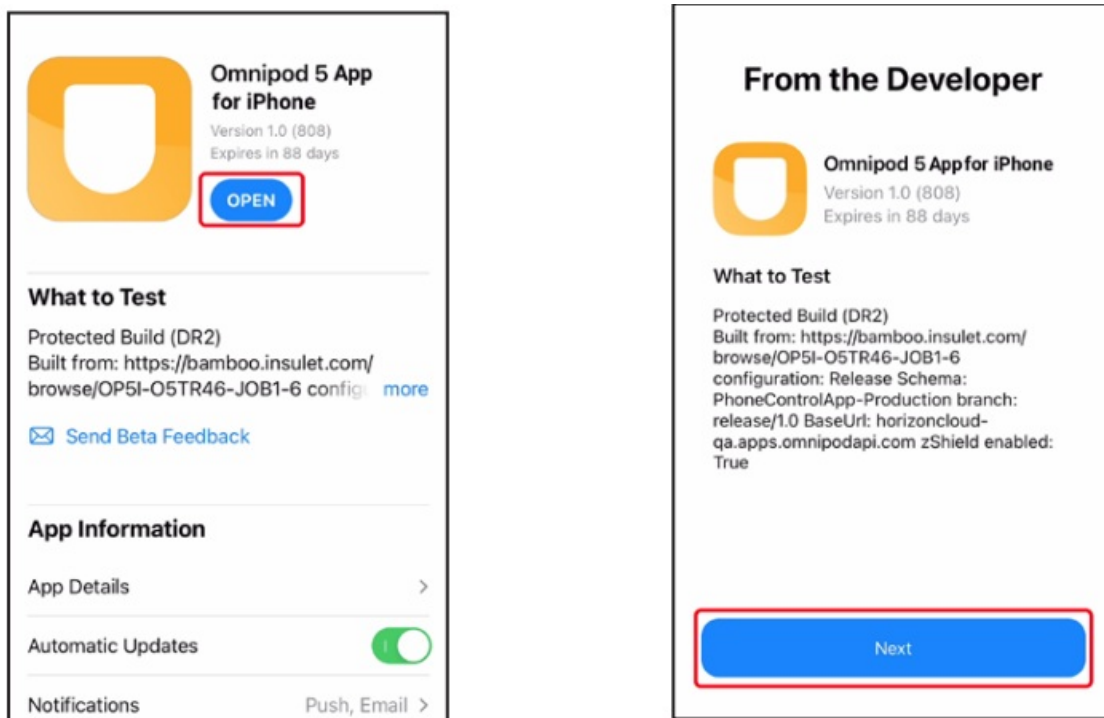 Omnipod 5 App
for iPhone
Version 1.0 (808)
Expires in 88 days
OPEN
What to Test
Protected Build (DR2)
Built from: https://bamboo.insulet.com/
browse/OP5I-O5TR46-JOB1-6 config
more
Send Beta Feedback
App Information
App Details
Automatic Updates
Notifications
Push, Email
From the Developer
Omnipod 5 App for iPhone
Version 1.0 (808)
Expires in 88 days
What to Test
Protected Build (DR2)
Built from: https://bamboo.insulet.com/
browse/OP5I-O5TR46-JOB1-6
configuration: Release Schema:
PhoneControlApp-Production branch:
release/1.0 BaseUrl: horizoncloud-
qa.apps.omnipodapi.com zShield enabled:
True
Next